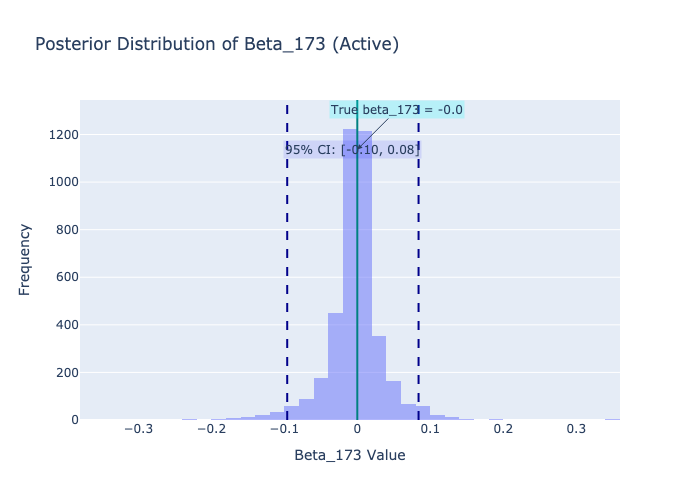 Posterior Distribution of Beta_173 (Active)
True beta_173 = -0.0
95% CI: [-0.10, 0.08]
Frequency
1200
1000
800
600
400
200
0
−0.3
−0.2
−0.1
0
0.1
0.2
0.3
Beta_173 Value